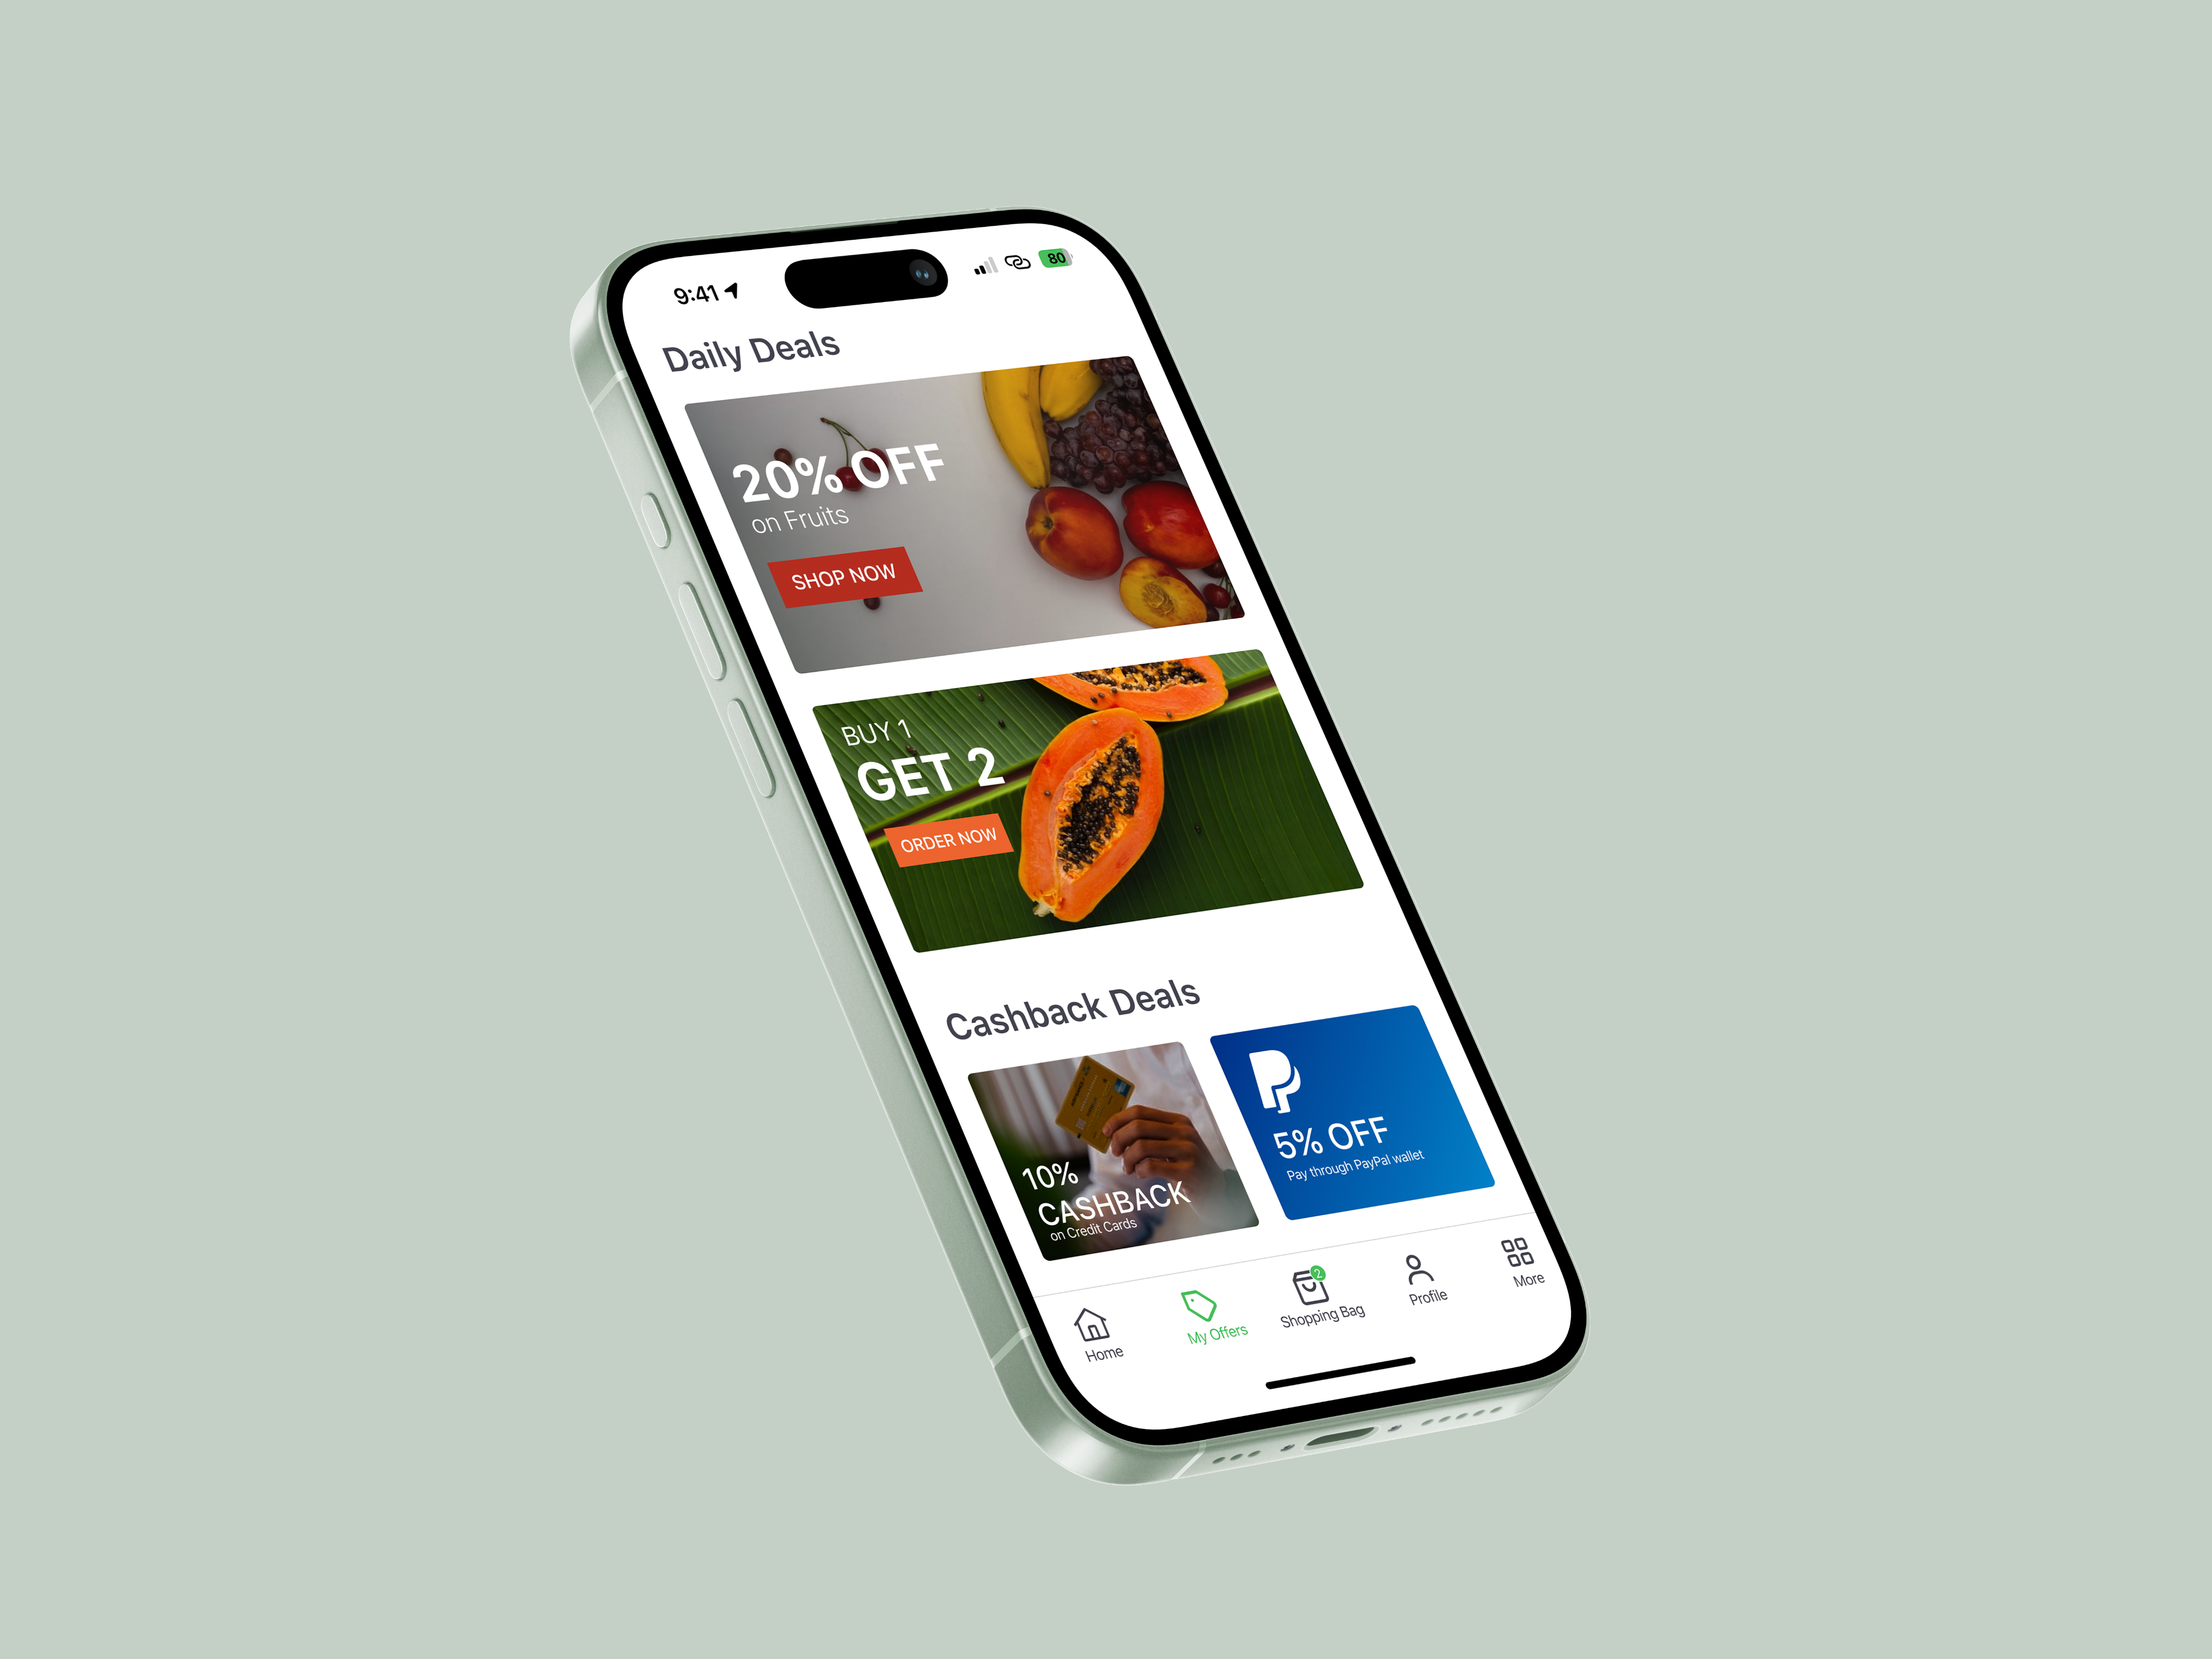 9:41
80
Daily Deals
20% OFF
on Fruits
SHOP NOW
BUY 1
GET 2
ORDER NOW
Cashback Deals
10%
CASHBACK
on Credit Cards
5% OFF
Pay through PayPal wallet
Home
My Offers
2
Shopping Bag
Profile
More